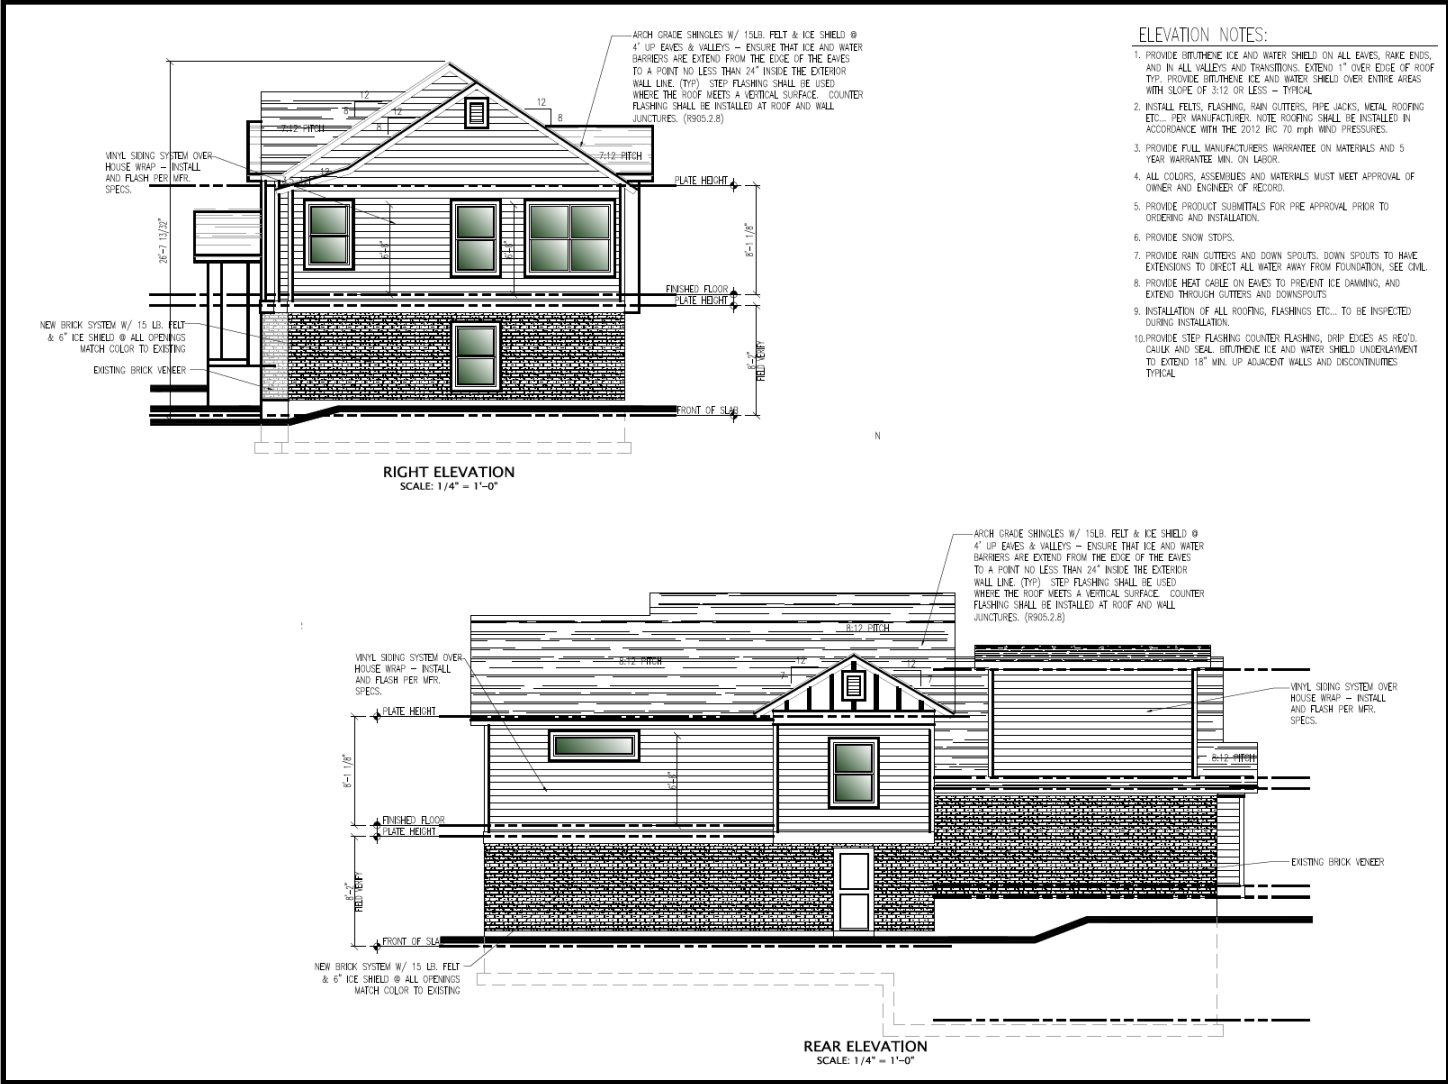 ARCH GRADE SHINGLES W/ 15LB. FELT & ICE SHIELD @
4' UP EAVES & VALLEYS – ENSURE THAT ICE AND WATER
BARRIERS ARE EXTEND FROM THE EDGE OF THE EAVES
TO A POINT NO LESS THAN 24" INSIDE THE EXTERIOR
WALL LINE. (TYP) STEP FLASHING SHALL BE USED
WHERE THE ROOF MEETS A VERTICAL SURFACE. COUNTER
FLASHING SHALL BE INSTALLED AT ROOF AND WALL
JUNCTURES. (R905.2.8)
12
8
12
8
12
8
7:12 PITCH
7:12 PITCH
12
VINYL SIDING SYSTEM OVER
HOUSE WRAP – INSTALL
AND FLASH PER MFR.
SPECS.
PLATE HEIGHT
26'-7 13/32"
6'-8"
6'-8"
8'-1 1/8"
FINISHED FLOOR
PLATE HEIGHT
NEW BRICK SYSTEM W/ 15 LB. FELT
& 6" ICE SHIELD @ ALL OPENINGS
MATCH COLOR TO EXISTING
EXISTING BRICK VENEER
8'-2"
FIELD VERIFY
FRONT OF SLAB
N
RIGHT ELEVATION
SCALE: 1/4" = 1'-0"
ELEVATION NOTES:
1. PROVIDE BITUTHENE ICE AND WATER SHIELD ON ALL EAVES, RAKE ENDS,
AND IN ALL VALLEYS AND TRANSITIONS. EXTEND 1" OVER EDGE OF ROOF
TYP. PROVIDE BITUTHENE ICE AND WATER SHIELD OVER ENTIRE AREAS
WITH SLOPE OF 3:12 OR LESS – TYPICAL
2. INSTALL FELTS, FLASHING, RAIN GUTTERS, PIPE JACKS, METAL ROOFING
ETC... PER MANUFACTURER. NOTE ROOFING SHALL BE INSTALLED IN
ACCORDANCE WITH THE 2012 IRC 70 mph WIND PRESSURES.
3. PROVIDE FULL MANUFACTURERS WARRANTEE ON MATERIALS AND 5
YEAR WARRANTEE MIN. ON LABOR.
4. ALL COLORS, ASSEMBLIES AND MATERIALS MUST MEET APPROVAL OF
OWNER AND ENGINEER OF RECORD.
5. PROVIDE PRODUCT SUBMITTALS FOR PRE APPROVAL PRIOR TO
ORDERING AND INSTALLATION.
6. PROVIDE SNOW STOPS.
7. PROVIDE RAIN GUTTERS AND DOWN SPOUTS. DOWN SPOUTS TO HAVE
EXTENSIONS TO DIRECT ALL WATER AWAY FROM FOUNDATION, SEE CIVIL.
8. PROVIDE HEAT CABLE ON EAVES TO PREVENT ICE DAMMING, AND
EXTEND THROUGH GUTTERS AND DOWNSPOUTS
9. INSTALLATION OF ALL ROOFING, FLASHINGS ETC... TO BE INSPECTED
DURING INSTALLATION.
10. PROVIDE STEP FLASHING COUNTER FLASHING, DRIP EDGES AS REQ'D.
CAULK AND SEAL. BITUTHENE ICE AND WATER SHIELD UNDERLAYMENT
TO EXTEND 18" MIN. UP ADJACENT WALLS AND DISCONTINUITIES
TYPICAL
ARCH GRADE SHINGLES W/ 15LB. FELT & ICE SHIELD @
4' UP EAVES & VALLEYS – ENSURE THAT ICE AND WATER
BARRIERS ARE EXTEND FROM THE EDGE OF THE EAVES
TO A POINT NO LESS THAN 24" INSIDE THE EXTERIOR
WALL LINE. (TYP) STEP FLASHING SHALL BE USED
WHERE THE ROOF MEETS A VERTICAL SURFACE. COUNTER
FLASHING SHALL BE INSTALLED AT ROOF AND WALL
JUNCTURES. (R905.2.8)
8:12 PITCH
8:12 PITCH
12
7
12
7
VINYL SIDING SYSTEM OVER
HOUSE WRAP – INSTALL
AND FLASH PER MFR.
SPECS.
VINYL SIDING SYSTEM OVER
HOUSE WRAP – INSTALL
AND FLASH PER MFR.
SPECS.
PLATE HEIGHT
8:12 PITCH
8'-1 1/8"
6'-8"
FINISHED FLOOR
PLATE HEIGHT
EXISTING BRICK VENEER
8'-2"
FIELD VERIFY
FRONT OF SLAB
NEW BRICK SYSTEM W/ 15 LB. FELT
& 6" ICE SHIELD @ ALL OPENINGS
MATCH COLOR TO EXISTING
REAR ELEVATION
SCALE: 1/4" = 1'-0"